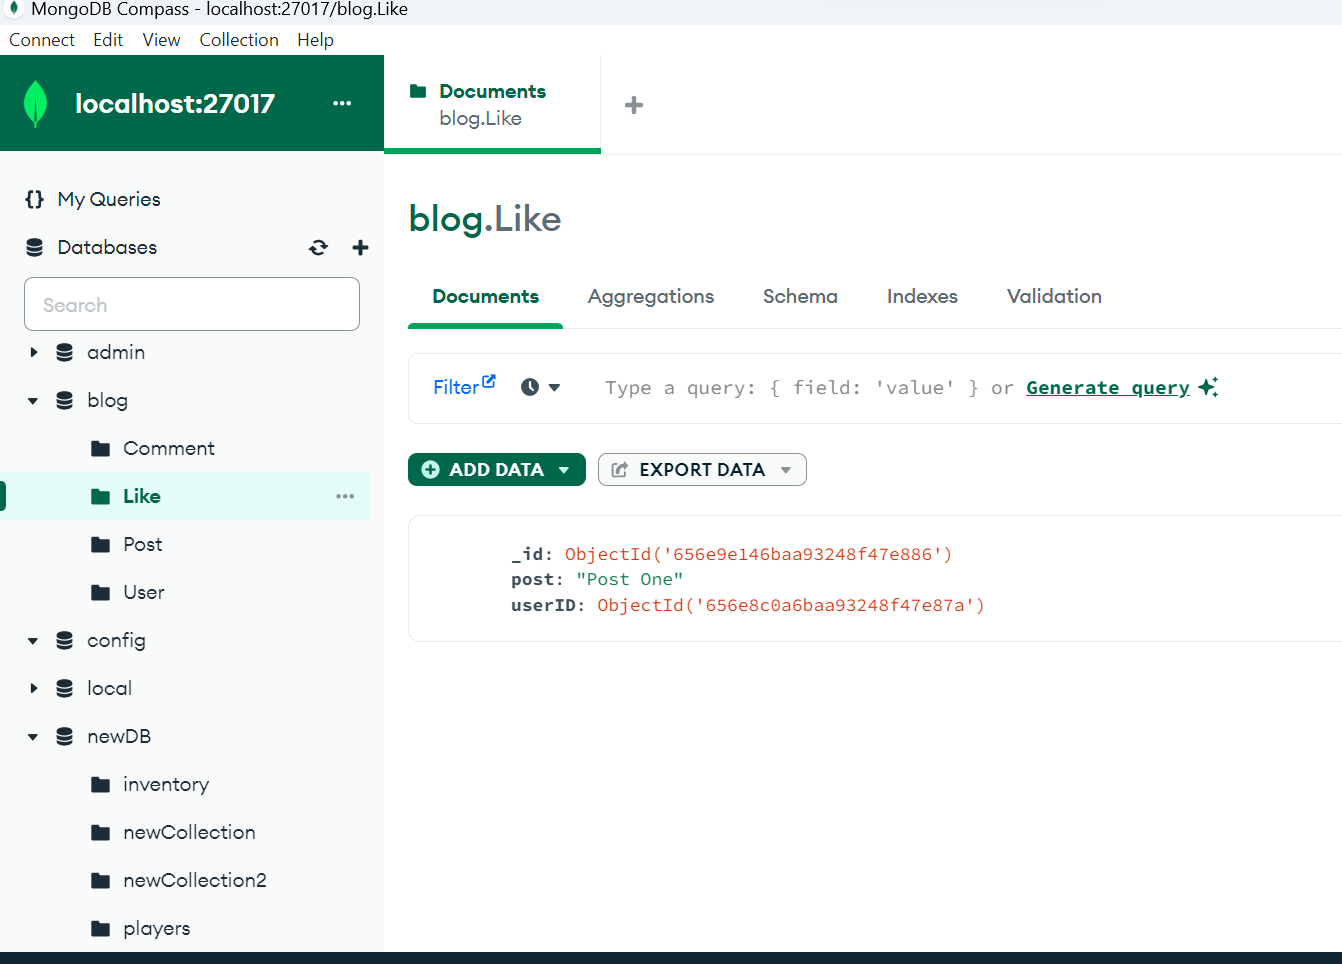 MongoDB Compass - localhost:27017/blog.Like
Connect Edit View Collection Help
localhost:27017 ...
Documents
blog.Like
{} My Queries
Databases
Search
admin
blog
Comment
Like
Post
User
config
local
newDB
inventory
newCollection
newCollection2
players
blog.Like
Documents Aggregations Schema Indexes Validation
Filter Type a query: { field: 'value' } or Generate query
ADD DATA EXPORT DATA
_id: ObjectId('656e9e146baa93248f47e886')
post: "Post One"
userID: ObjectId('656e8c0a6baa93248f47e87a')